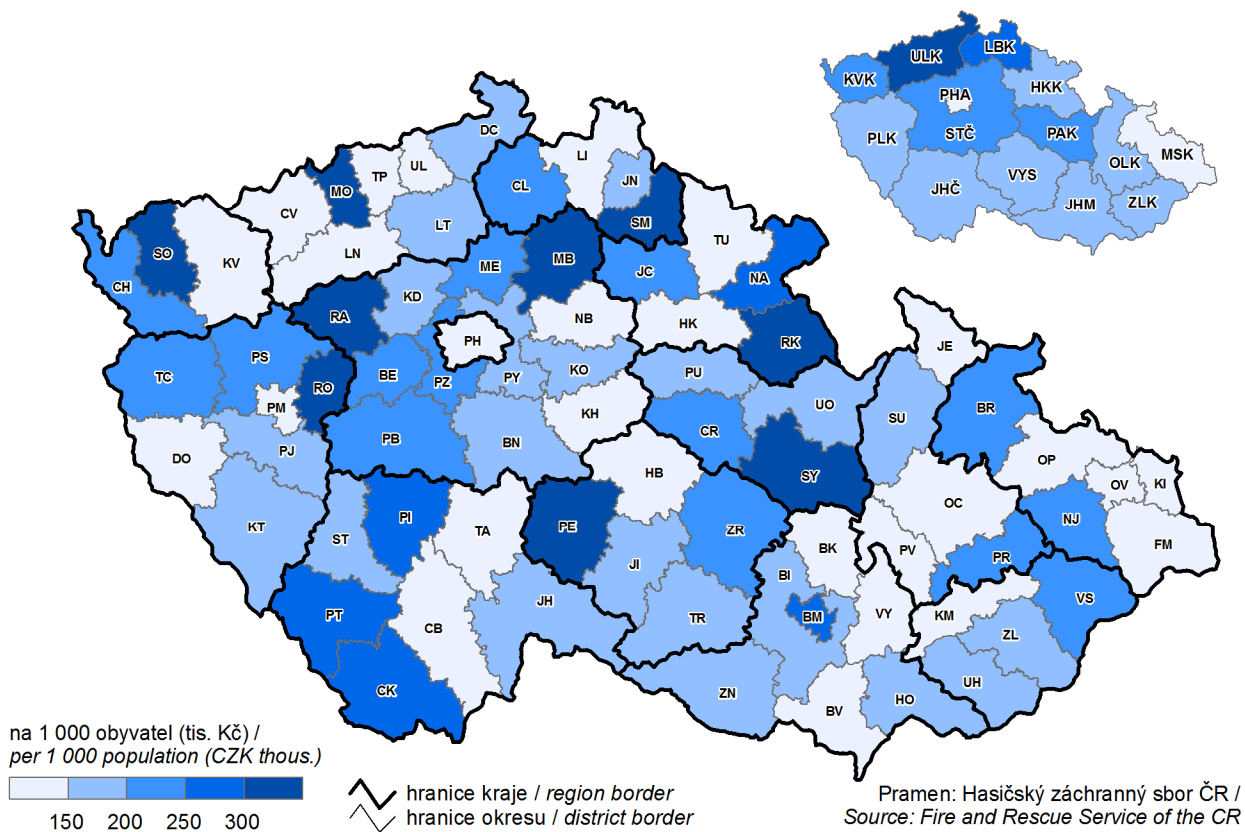 ULK
LBK
KVK
HKK
PHA
STČ
PAK
PLK
OLK
MSK
VYS
JHČ
JHM
ZLK
DC
UL
TP
LI
JN
MO
CL
CV
LT
SM
TU
SO
KV
LN
ME
MB
JC
NA
CH
RA
KD
NB
HK
PH
RK
JE
PS
TC
RO
BE
PZ
PY
KO
PU
PM
KH
UO
SU
BR
PB
BN
CR
DO
PJ
HB
SY
OP
OV
KI
OC
NJ
KT
ST
PI
TA
PE
ZR
BK
PV
PR
FM
JI
BI
PT
CB
JH
TR
BM
VY
KM
VS
ZL
CK
ZN
BV
HO
UH
na 1 000 obyvatel (tis. Kč) /
per 1 000 population (CZK thous.)
150 200 250 300
hranice kraje / region border
hranice okresu / district border
Pramen: Hasičský záchranný sbor ČR /
Source: Fire and Rescue Service of the CR